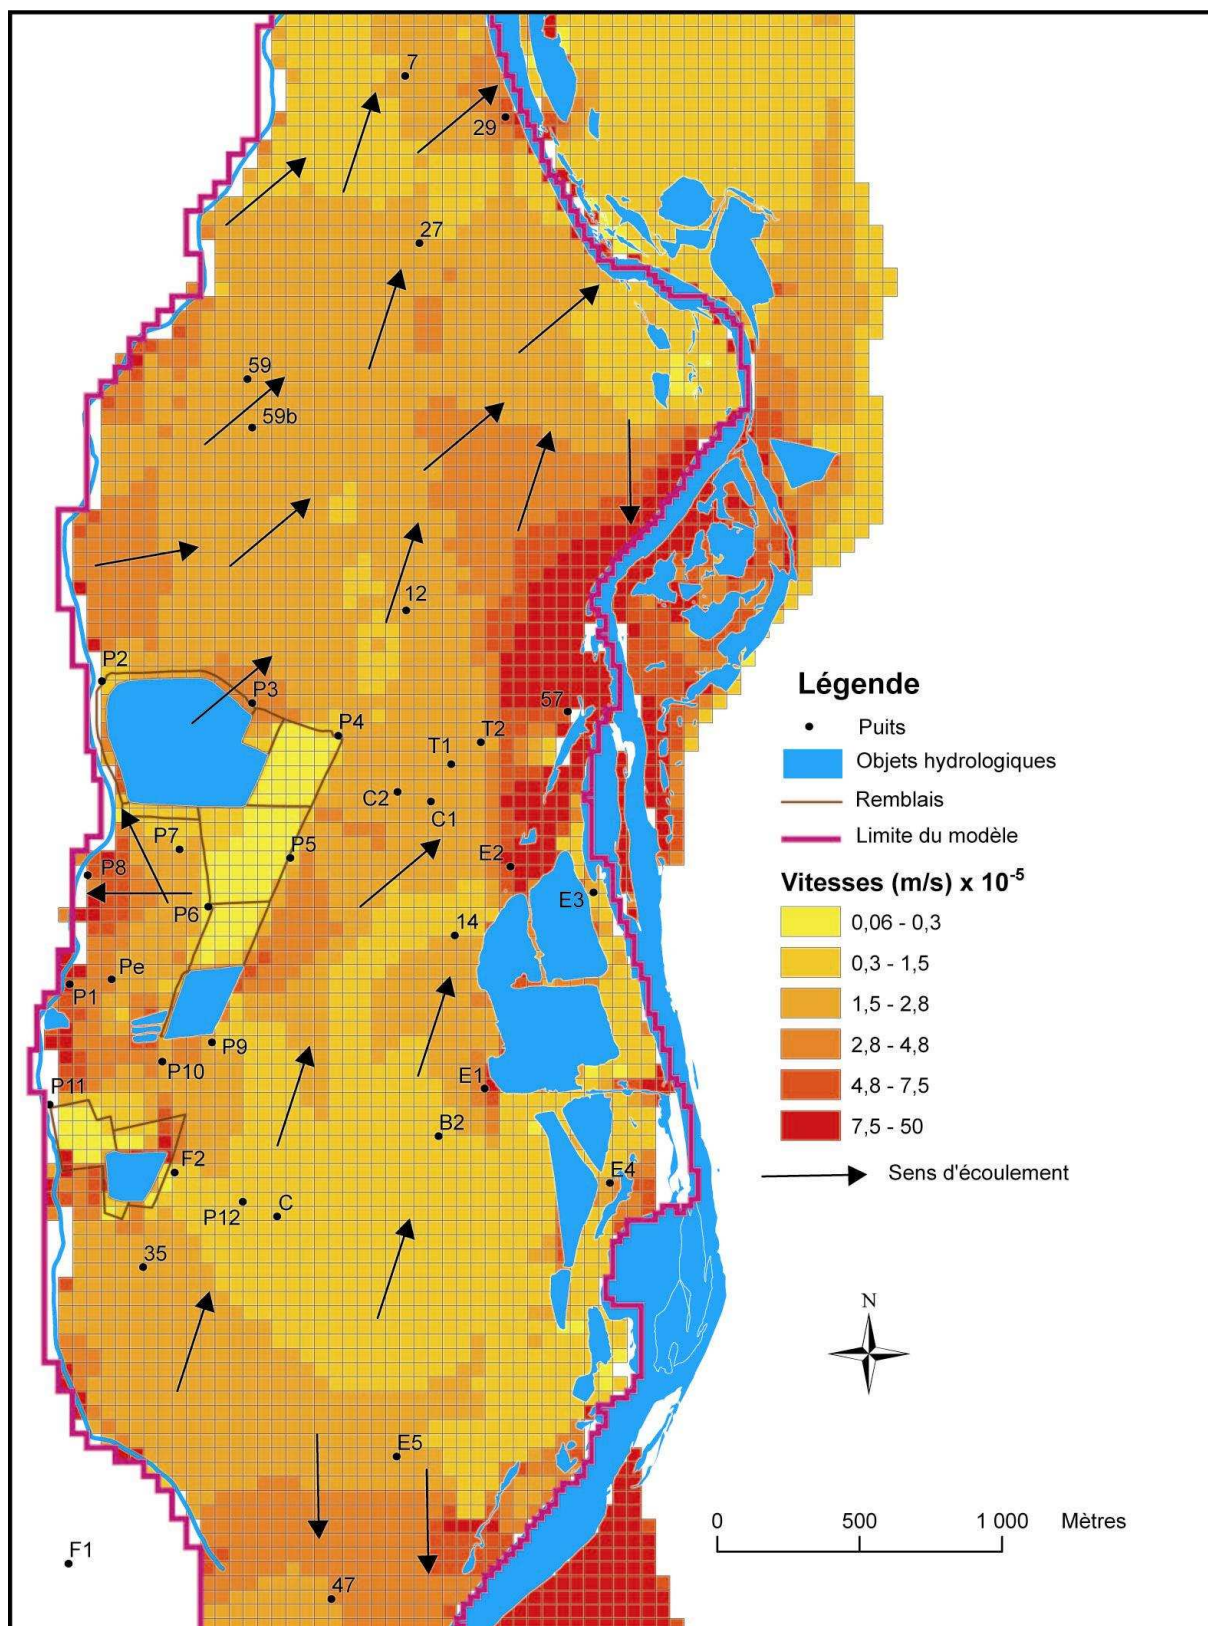 7
29
27
59
59b
12
P2
P3
P4
57
T2
T1
C2
C1
P7
P5
P8
E2
E3
P6
14
Pe
P1
P9
P10
E1
P11
B2
F2
E4
P12
C
35
E5
F1
47
Légende
Puits
Objets hydrologiques
Remblais
Limite du modèle
Vitesses (m/s) x 10-5
0,06 - 0,3
0,3 - 1,5
1,5 - 2,8
2,8 - 4,8
4,8 - 7,5
7,5 - 50
Sens d'écoulement
N
0 500 1 000 Mètres